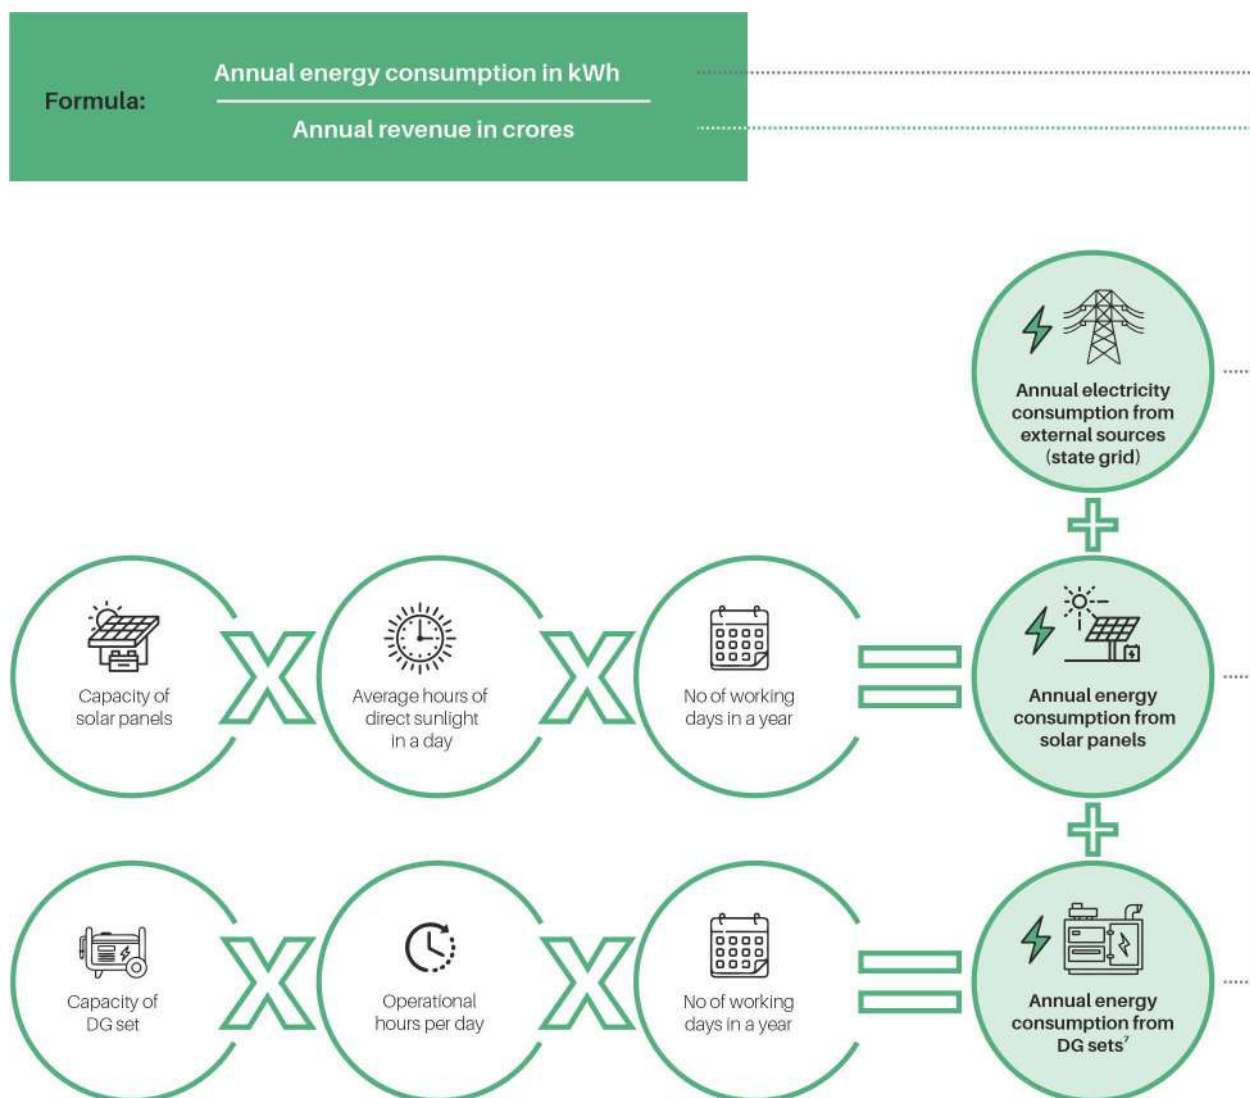 Formula:
Annual energy consumption in kWh
Annual revenue in crores
Annual electricity
consumption from
external sources
(state grid)
+
Capacity of
solar panels
X
Average hours of
direct sunlight
in a day
X
No of working
days in a year
=
Annual energy
consumption from
solar panels
+
Capacity of
DG set
X
Operational
hours per day
X
No of working
days in a year
=
Annual energy
consumption from
DG sets⁷